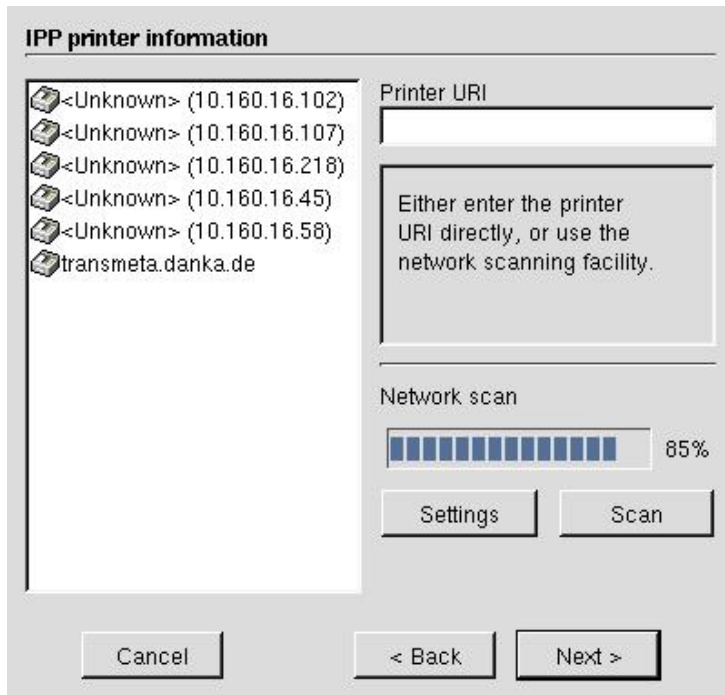 IPP printer information
<Unknown> (10.160.16.102)
<Unknown> (10.160.16.107)
<Unknown> (10.160.16.218)
<Unknown> (10.160.16.45)
<Unknown> (10.160.16.58)
transmeta.danka.de
Printer URI
Either enter the printer
URI directly, or use the
network scanning facility.
Network scan
85%
Settings
Scan
Cancel
< Back
Next >